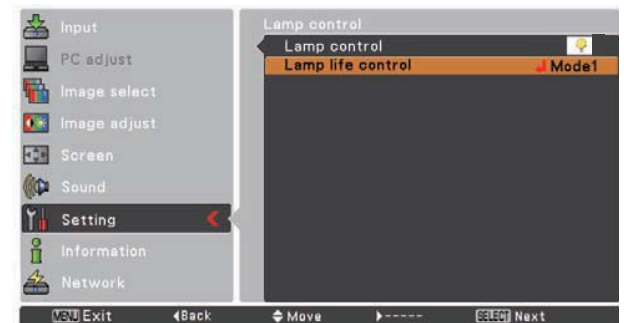 Input
PC adjust
Image select
Image adjust
Screen
Sound
Setting
Information
Network
Lamp control
Lamp control
Lamp life control Mode1
MENU Exit Back Move ----- SELECT Next